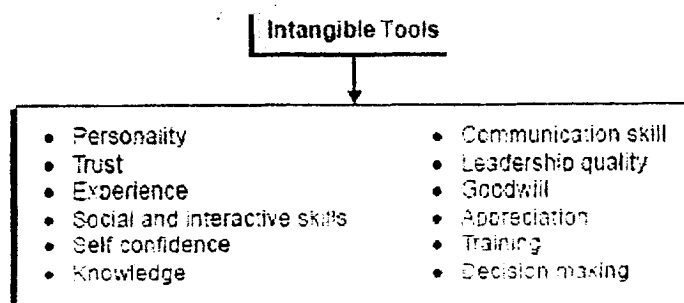 Intangible Tools
• Personality
• Trust
• Experience
• Social and interactive skills
• Self confidence
• Knowledge
• Communication skill
• Leadership quality
• Goodwill
• Appreciation
• Training
• Decision making